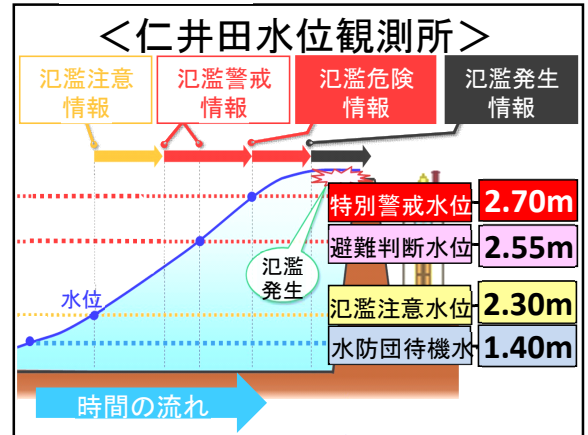 ＜仁井田水位観測所＞
氾濫注意
情報
氾濫警戒
情報
氾濫危険
情報
氾濫発生
情報
特別警戒水位 2.70m
避難判断水位 2.55m
氾濫
発生
水位
氾濫注意水位 2.30m
水防団待機水 1.40m
時間の流れ